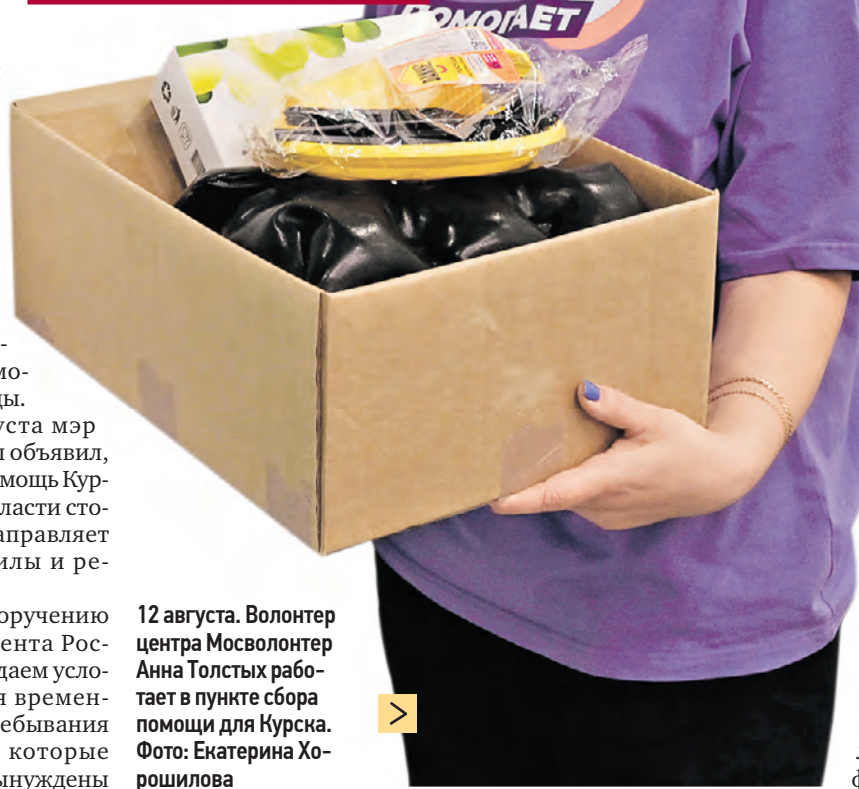 ПОМОГАЕТ
уста мэр
объявил,
мощь Кур-
ласти сто-
аправляет
илы и ре-
оручению
ента Рос-
даем усло-
я времен-
ебывания
которые
ынуждены
12 августа. Волонтер
центра Мосволонтер
Анна Толстых рабо-
тает в пункте сбора
помощи для Курска.
Фото: Екатерина Хо-
рошилова